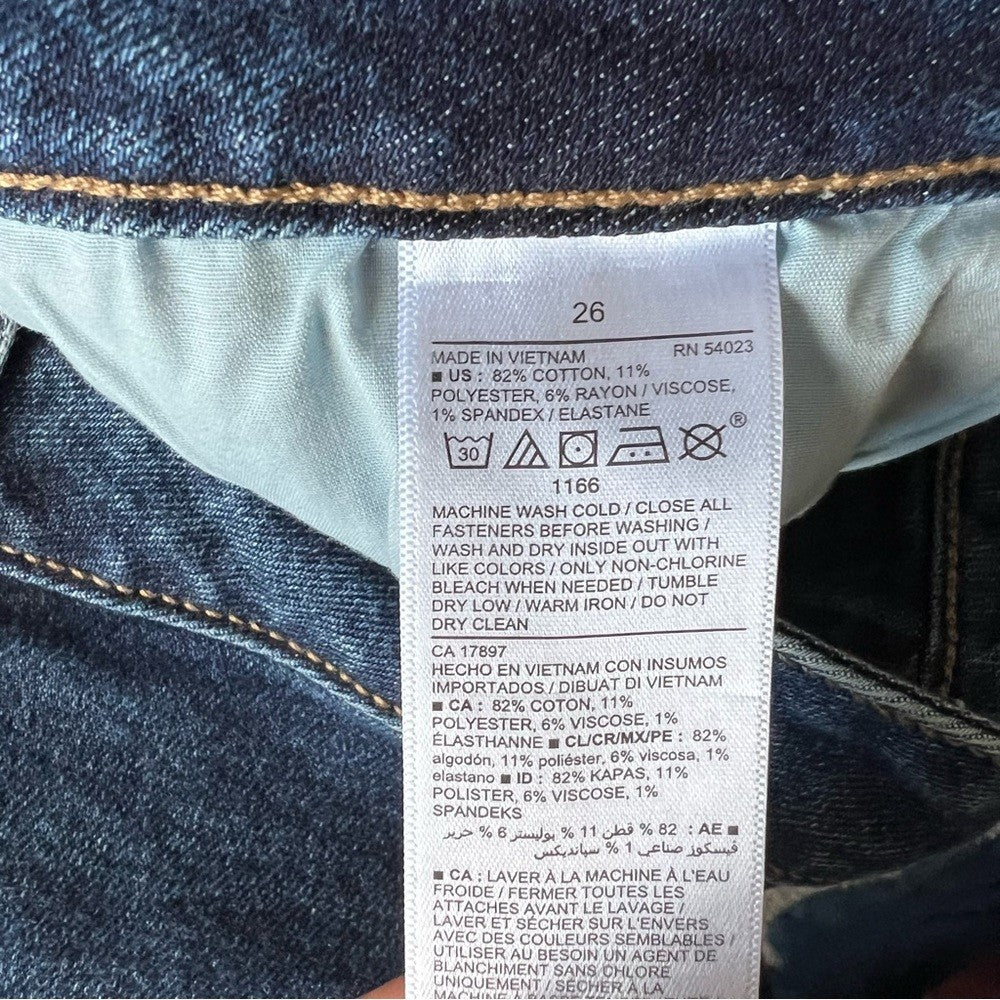 26
MADE IN VIETNAM RN 54023
■ US : 82% COTTON, 11%
POLYESTER, 6% RAYON / VISCOSE,
1% SPANDEX / ELASTANE
30 ®
1166
MACHINE WASH COLD / CLOSE ALL
FASTENERS BEFORE WASHING /
WASH AND DRY INSIDE OUT WITH
LIKE COLORS / ONLY NON-CHLORINE
BLEACH WHEN NEEDED / TUMBLE
DRY LOW / WARM IRON / DO NOT
DRY CLEAN
CA 17897
HECHO EN VIETNAM CON INSUMOS
IMPORTADOS / DIBUAT DI VIETNAM
■ CA : 82% COTON, 11%
POLYESTER, 6% VISCOSE, 1%
ÉLASTHANNE ■ CL/CR/MX/PE : 82%
algodón, 11% poliéster, 6% viscosa, 1%
elastano ■ ID : 82% KAPAS, 11%
POLISTER, 6% VISCOSE, 1%
SPANDEKS
■ AE : 82 % قطن 11 % بوليستر 6 % حرير
فيسكوز صناعي 1 % سباندیكس
■ CA : LAVER À LA MACHINE À L'EAU
FROIDE / FERMER TOUTES LES
ATTACHES AVANT LE LAVAGE /
LAVER ET SÉCHER SUR L'ENVERS
AVEC DES COULEURS SEMBLABLES /
UTILISER AU BESOIN UN AGENT DE
BLANCHIMENT SANS CHLORE
UNIQUEMENT / SÉCHER À LA
MACHINE À BASSE